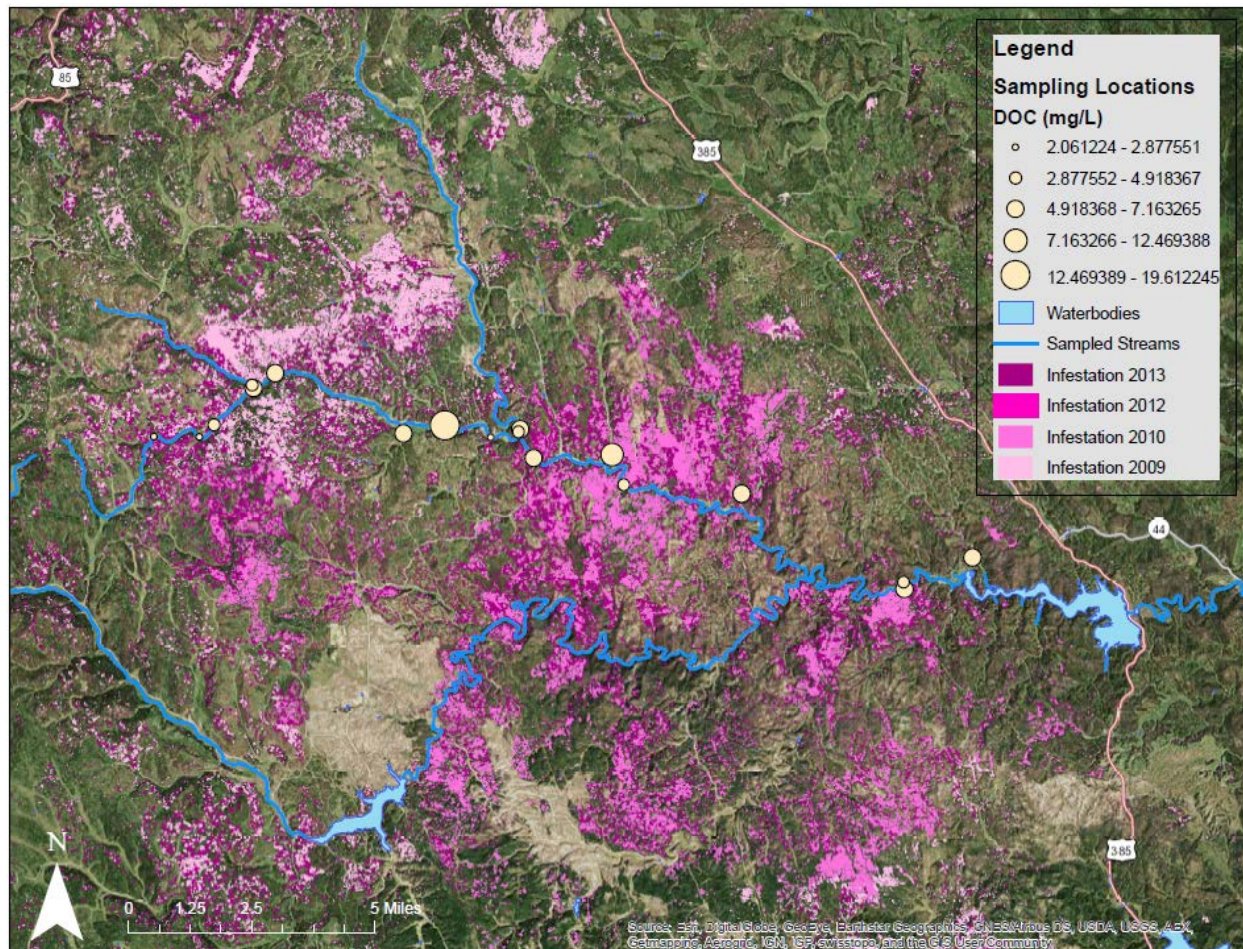 85
385
Legend
Sampling Locations
DOC (mg/L)
2.061224 - 2.877551
2.877552 - 4.918367
4.918368 - 7.163265
7.163266 - 12.469388
12.469389 - 19.612245
Waterbodies
Sampled Streams
Infestation 2013
Infestation 2012
Infestation 2010
Infestation 2009
44
385
N
0 1.25 2.5 5 Miles
Source: Esri, DigitalGlobe, GeoEye, Earthstar Geographics, CNES/Airbus DS, USDA, USGS, AEX,
Getmapping, Aerogrid, IGN, IGP, swisstopo, and the GIS User Community